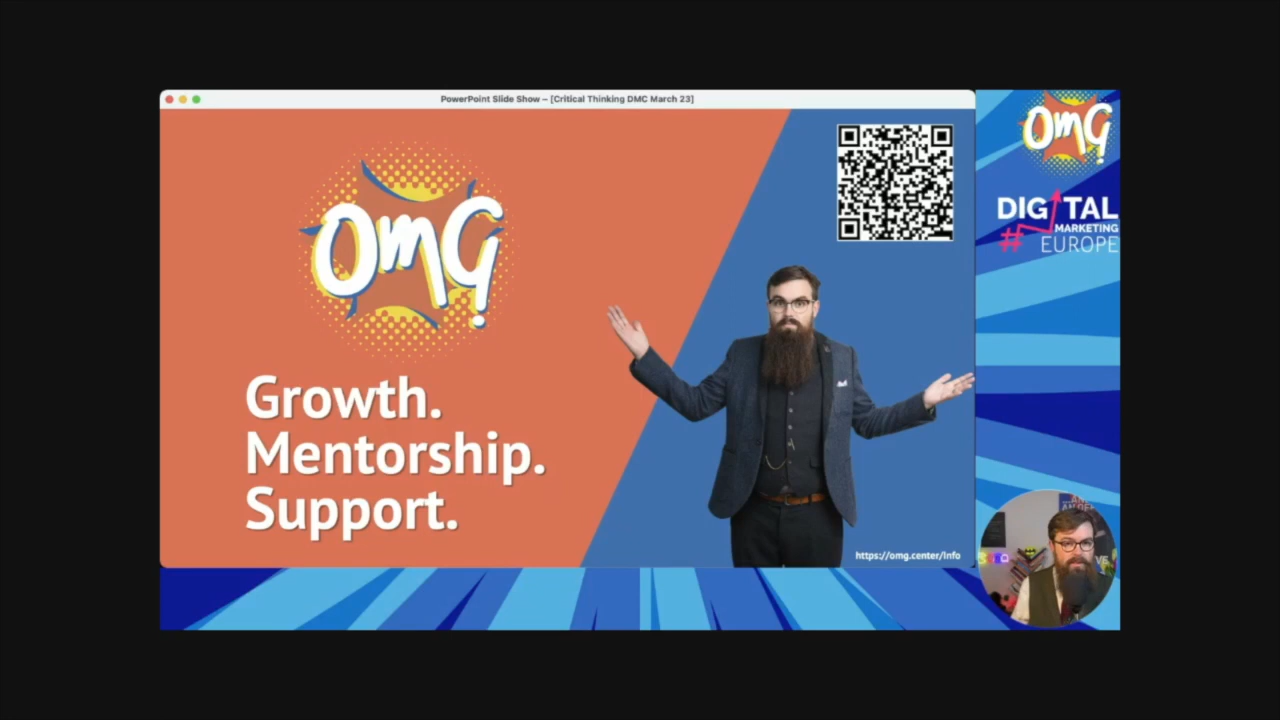 PowerPoint Slide Show – [Critical Thinking DMC March 23]
OMG
Growth.
Mentorship.
Support.
https://omg.center/info
OMG
DIGITAL
MARKETING
# EUROPE